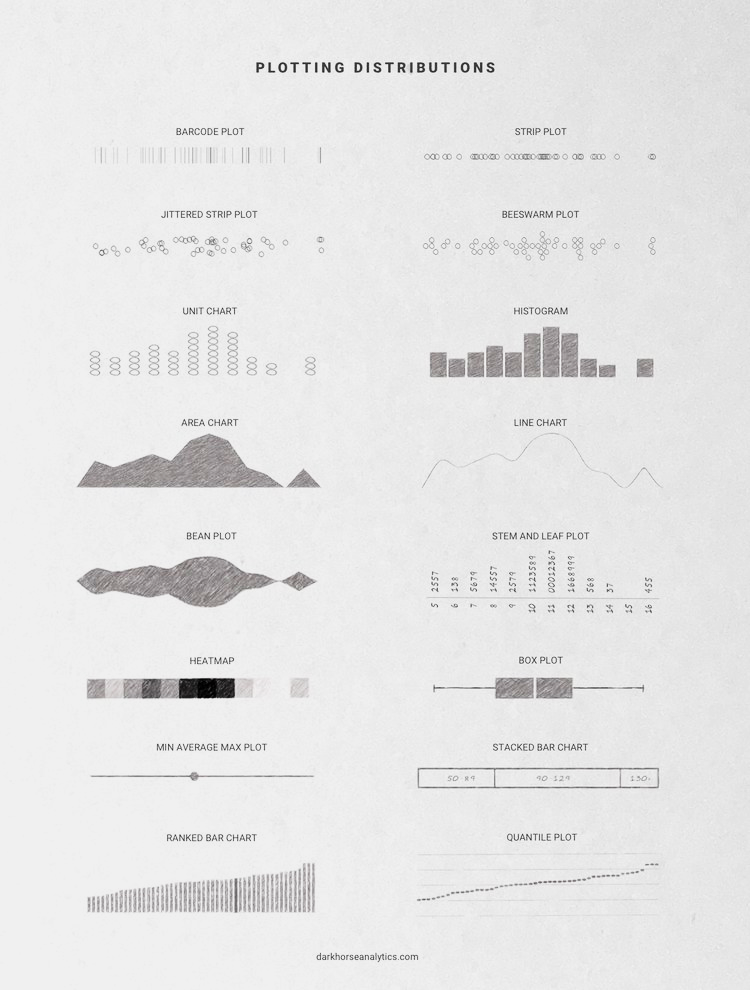 PLOTTING DISTRIBUTIONS
BARCODE PLOT
STRIP PLOT
JITTERED STRIP PLOT
BEESWARM PLOT
UNIT CHART
HISTOGRAM
AREA CHART
LINE CHART
BEAN PLOT
STEM AND LEAF PLOT
5 2557
6 138
7 5679
8 14557
9 2579
10 1123589
11 00012367
12 1668999
13 568
14 37
15
16 455
HEATMAP
BOX PLOT
MIN AVERAGE MAX PLOT
STACKED BAR CHART
50-89 90-129 130-
RANKED BAR CHART
QUANTILE PLOT
darkhorseanalytics.com